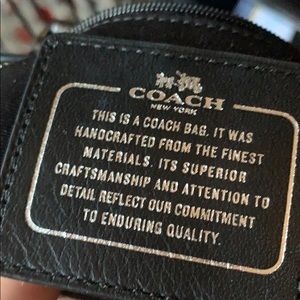 COACH
NEW YORK
THIS IS A COACH BAG. IT WAS
HANDCRAFTED FROM THE FINEST
MATERIALS. ITS SUPERIOR
CRAFTSMANSHIP AND ATTENTION TO
DETAIL REFLECT OUR COMMITMENT
TO ENDURING QUALITY.